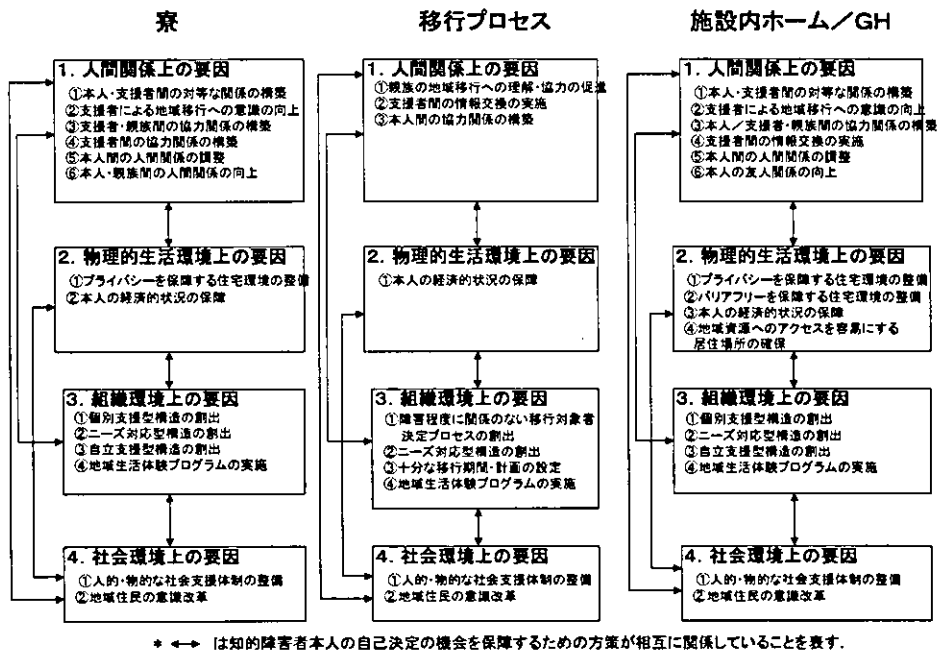 寮
1. 人間関係上の要因
①本人・支援者間の対等な関係の構築
②支援者による地域移行への意識の向上
③支援者・親族間の協力関係の構築
④支援者間の協力関係の構築
⑤本人間の人間関係の調整
⑥本人・親族間の人間関係の向上
2. 物理的生活環境上の要因
①プライバシーを保障する住宅環境の整備
②本人の経済的状況の保障
3. 組織環境上の要因
①個別支援型構造の創出
②ニーズ対応型構造の創出
③自立支援型構造の創出
④地域生活体験プログラムの実施
4. 社会環境上の要因
①人的・物的な社会支援体制の整備
②地域住民の意識改革
移行プロセス
1. 人間関係上の要因
①親族の地域移行への理解・協力の促進
②支援者間の情報交換の実施
③本人間の協力関係の構築
2. 物理的生活環境上の要因
①本人の経済的状況の保障
3. 組織環境上の要因
①障害程度に関係のない移行対象者
決定プロセスの創出
②ニーズ対応型構造の創出
③十分な移行期間・計画の設定
④地域生活体験プログラムの実施
4. 社会環境上の要因
①人的・物的な社会支援体制の整備
②地域住民の意識改革
施設内ホーム／GH
1. 人間関係上の要因
①本人・支援者間の対等な関係の構築
②支援者による地域移行への意識の向上
③本人／支援者・親族間の協力関係の構築
④支援者間の情報交換の実施
⑤本人間の人間関係の調整
⑥本人の友人関係の向上
2. 物理的生活環境上の要因
①プライバシーを保障する住宅環境の整備
②バリアフリーを保障する住宅環境の整備
③本人の経済的状況の保障
④地域資源へのアクセスを容易にする
居住場所の確保
3. 組織環境上の要因
①個別支援型構造の創出
②ニーズ対応型構造の創出
③自立支援型構造の創出
④地域生活体験プログラムの実施
4. 社会環境上の要因
①人的・物的な社会支援体制の整備
②地域住民の意識改革
* ←→ は知的障害者本人の自己決定の機会を保障するための方策が相互に関係していることを表す.